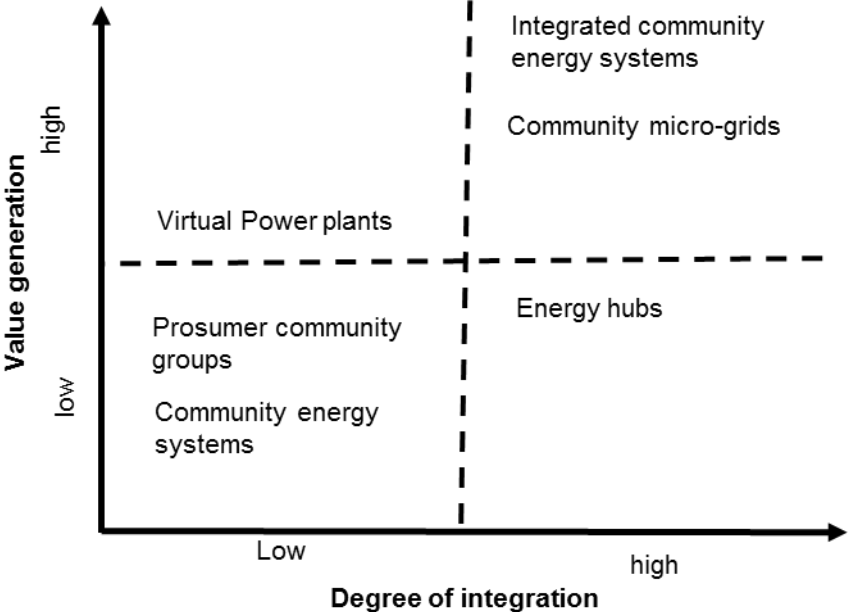 Integrated community
energy systems
Community micro-grids
high
Value generation
Virtual Power plants
Energy hubs
Prosumer community
groups
low
Community energy
systems
Low
high
Degree of integration